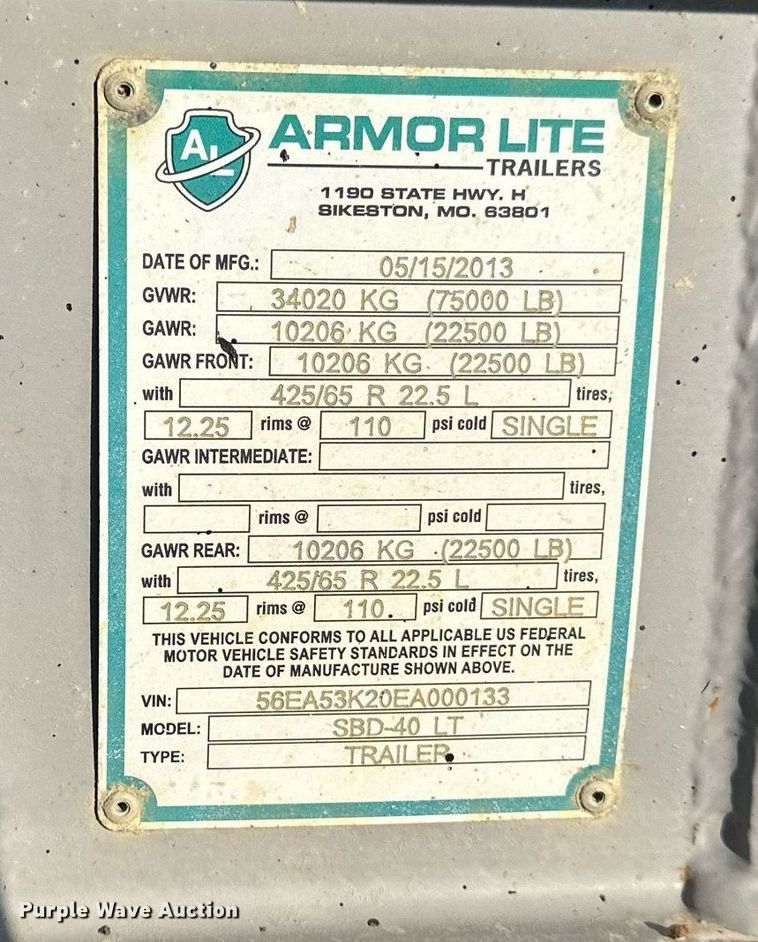 AL
ARMOR LITE
TRAILERS
1190 STATE HWY. H
SIKESTON, MO. 63801
DATE OF MFG.: 05/15/2013
GVWR: 34020 KG (75000 LB)
GAWR: 10206 KG (22500 LB)
GAWR FRONT: 10206 KG (22500 LB)
with 425/65 R 22.5 L tires,
12.25 rims @ 110 psi cold SINGLE
GAWR INTERMEDIATE:
with tires,
rims @ psi cold
GAWR REAR: 10206 KG (22500 LB)
with 425/65 R 22.5 L tires,
12.25 rims @ 110 psi cold SINGLE
THIS VEHICLE CONFORMS TO ALL APPLICABLE US FEDERAL
MOTOR VEHICLE SAFETY STANDARDS IN EFFECT ON THE
DATE OF MANUFACTURE SHOWN ABOVE.
VIN: 56EA53K20EA000133
MODEL: SBD-40 LT
TYPE: TRAILER
Purple Wave Auction